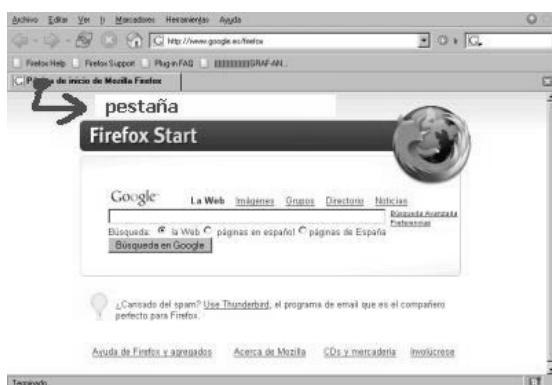 Archivo Editar Ver Ir Marcadores Herramientas Ayuda
http://www.google.es/firefox G,
Firefox Help Firefox Support Plug-in FAQ GRAF-AN...
Página de inicio de Mozilla Firefox
pestaña
Firefox Start
Google La Web Imágenes Grupos Directorio Noticias
Búsqueda Avanzada
Preferencias
Búsqueda: la Web páginas en español páginas de España
Búsqueda en Google
¿Cansado del spam? Use Thunderbird, el programa de email que es el compañero
perfecto para Firefox.
Ayuda de Firefox y agregados Acerca de Mozilla CDs y mercadería Involúcrese
Terminado